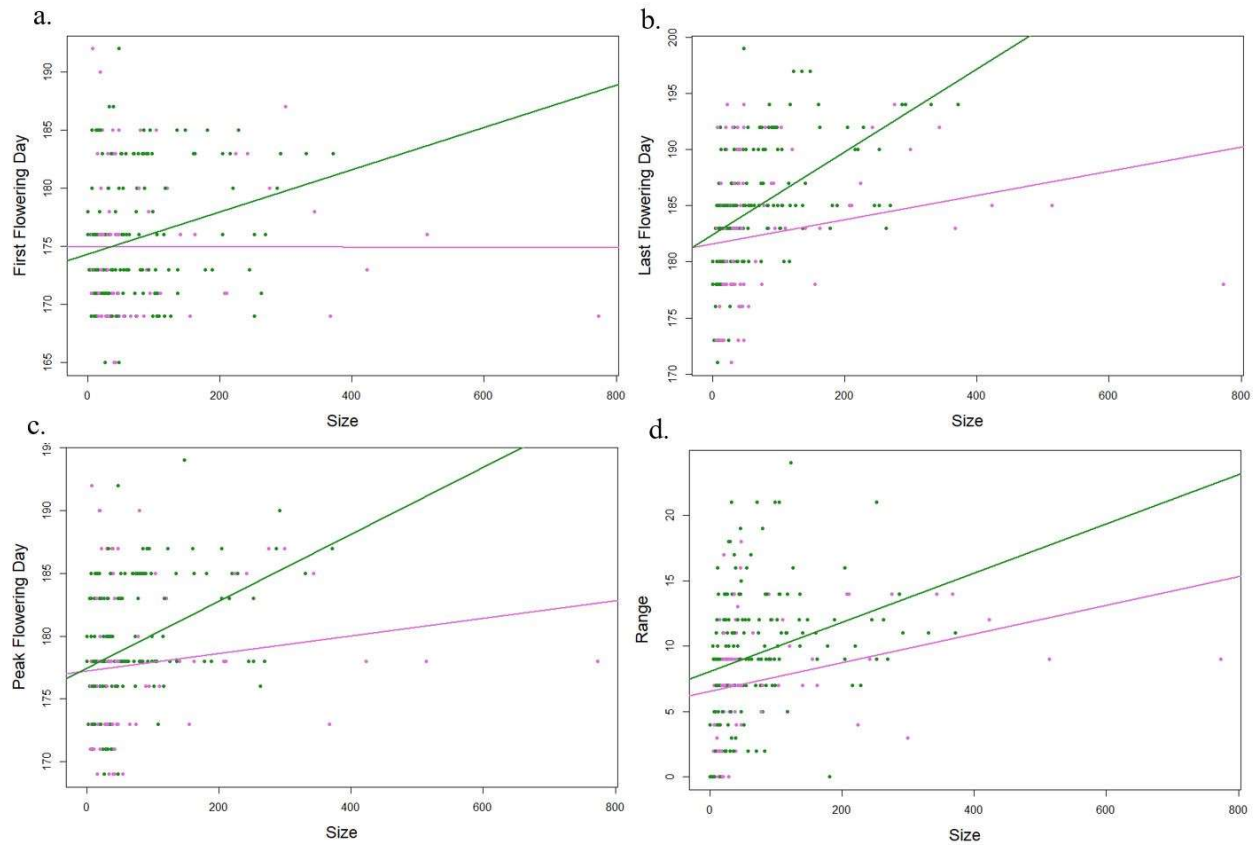 a.
First Flowering Day
165 170 175 180 185 190
0 200 400 600 800
Size
b.
Last Flowering Day
170 175 180 185 190 195 200
0 200 400 600 800
Size
c.
Peak Flowering Day
170 175 180 185 190
0 200 400 600 800
Size
d.
Range
0 5 10 15 20
0 200 400 600 800
Size